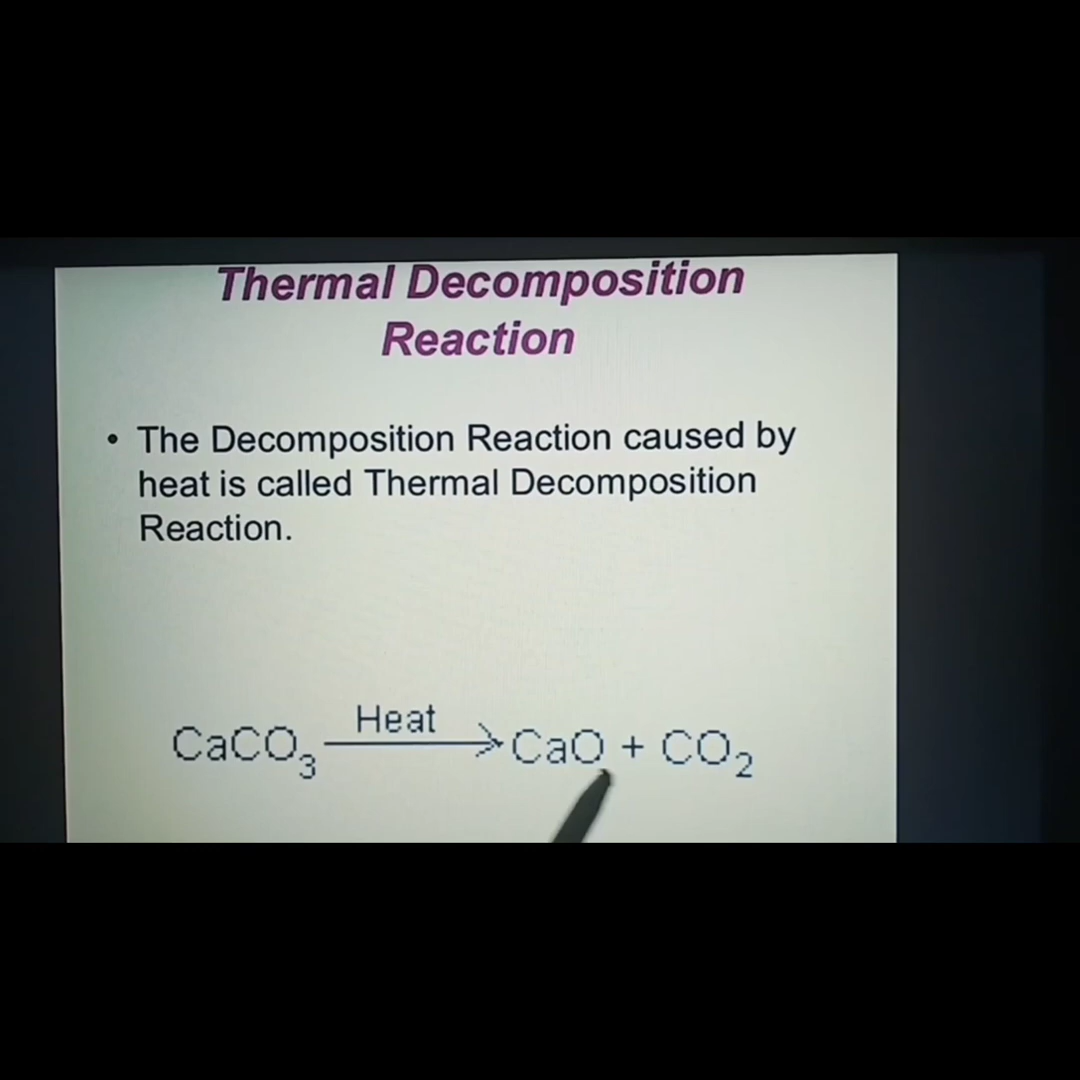 Thermal Decomposition
Reaction
• The Decomposition Reaction caused by
heat is called Thermal Decomposition
Reaction.
CaCO₃ —Heat→ CaO + CO₂